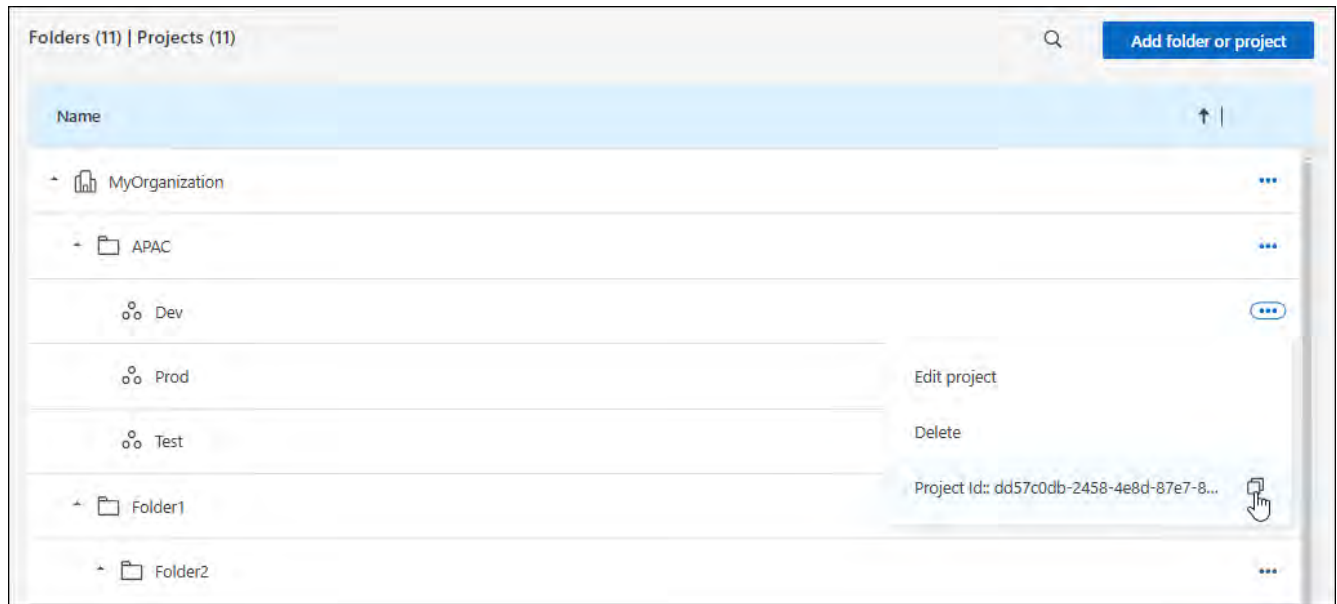 Folders (11) | Projects (11)
Add folder or project
Name
MyOrganization
APAC
Dev
Prod
Edit project
Delete
Test
Project Id:: dd57c0db-2458-4e8d-87e7-8...
Folder1
Folder2